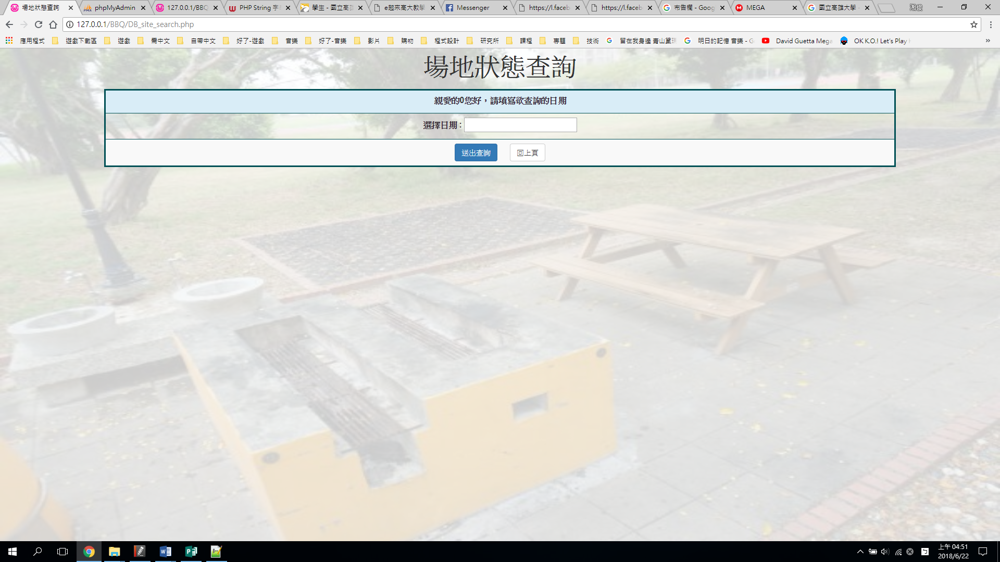 場地狀態查詢
phpMyAdmin
127.0.0.1/BBQ
PHP String 字
學生 - 國立高
e起來高大教學
Messenger
https://l.faceb
https://l.faceb
布告欄 - Goog
MEGA
國立高雄大學 -
湘俊
127.0.0.1/BBQ/DB_site_search.php
應用程式 遊戲下載區 遊戲 需中文 自帶中文 好了-遊戲 音樂 好了-音樂 影片 購物 程式設計 研究所 課程 專題 技術 留在我身邊 青山黛瑪 明日的記憶 音樂 - G David Guetta Mega OK K.O.! Let's Play »
場地狀態查詢
親愛的0您好，請填寫欲查詢的日期
選擇日期 :
送出查詢 回上頁
上午 04:51
2018/6/22